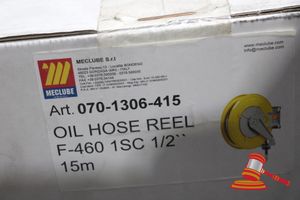 MECLUBE S.r.l
MECLUBE
Art. 070-1306-415
OIL HOSE REEL
F-460 1SC 1/2``
15m